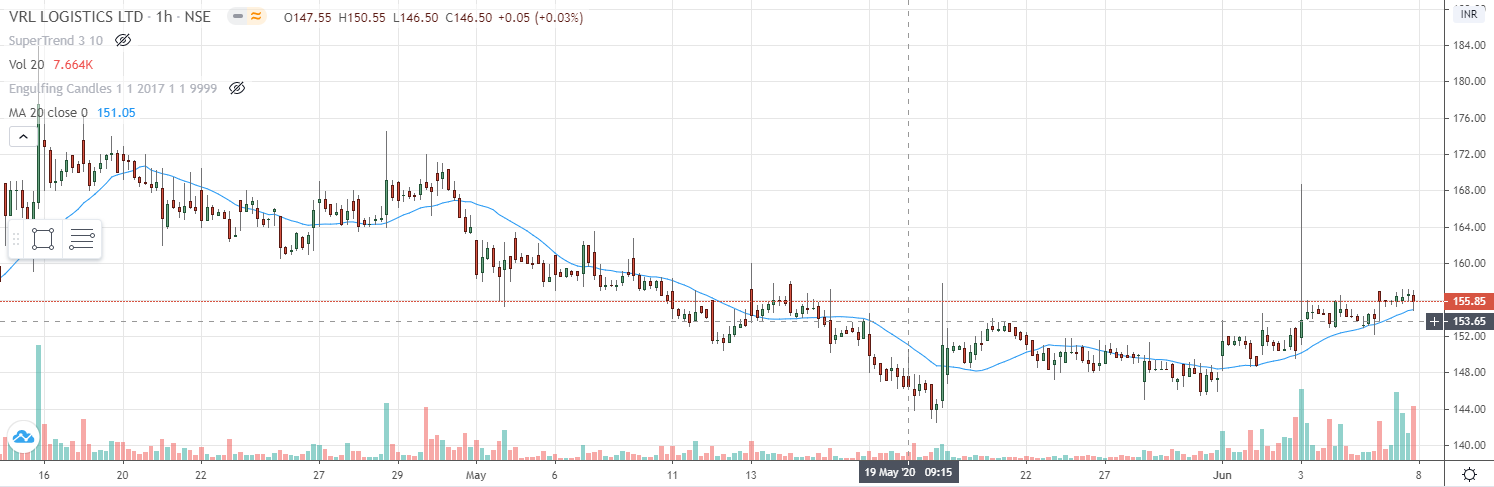 VRL LOGISTICS LTD · 1h · NSE O147.55 H150.55 L146.50 C146.50 +0.05 (+0.03%)
INR
SuperTrend 3 10
184.00
Vol 20 7.664K
180.00
Engulfing Candles 1 1 2017 1 1 9999
MA 20 close 0 151.05
176.00
172.00
168.00
164.00
160.00
155.85
153.65
152.00
148.00
144.00
140.00
16 20 22 27 29 May 6 11 13 19 May '20 09:15 22 27 Jun 3 8